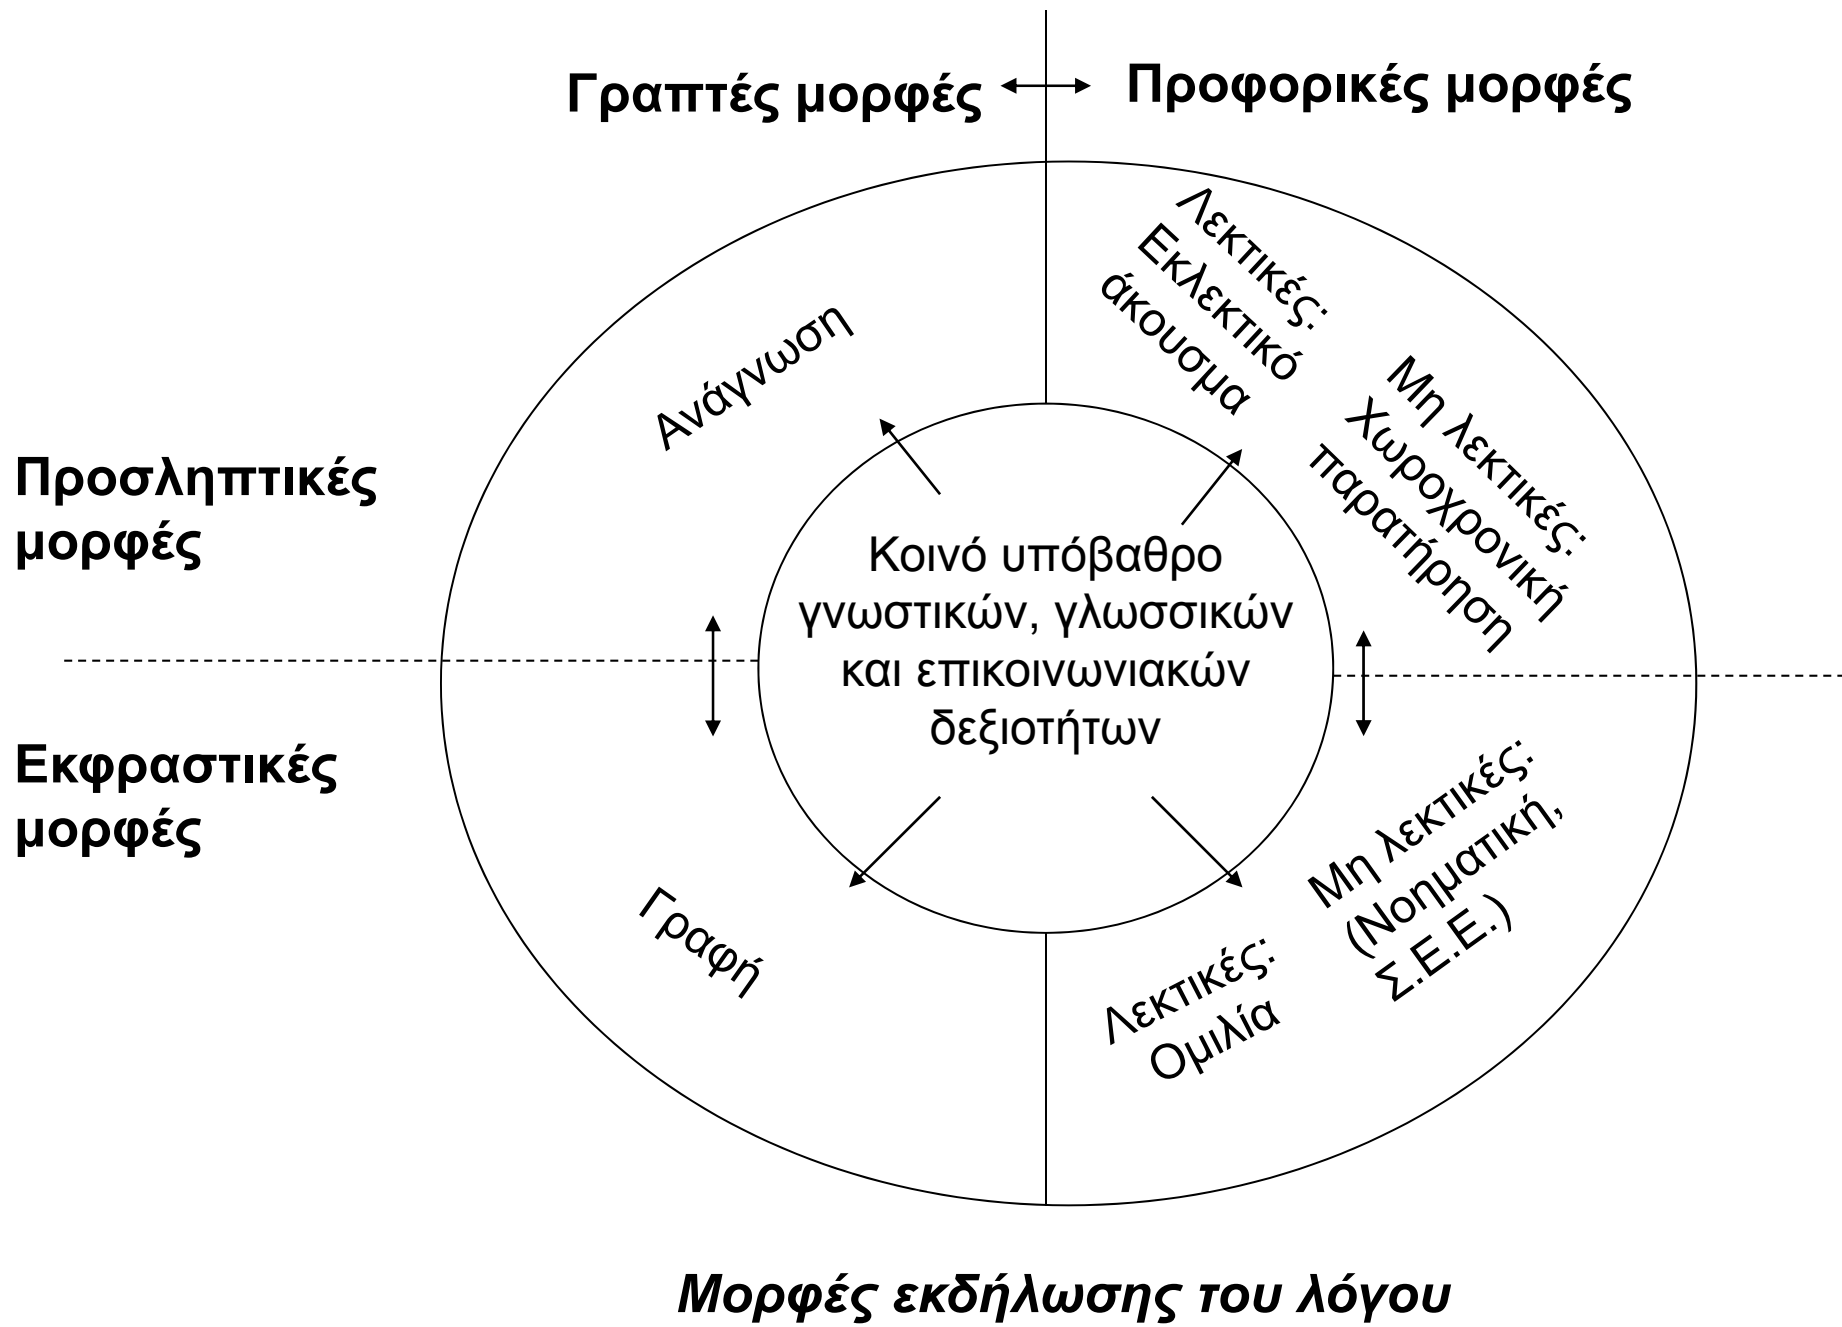 Γραπτές μορφές
Προφορικές μορφές
Λεκτικές:
Εκλεκτικό
άκουσμα
Ανάγνωση
Μη λεκτικές:
Χωροχρονική
παρατήρηση
Προσληπτικές
μορφές
Κοινό υπόβαθρο
γνωστικών, γλωσσικών
και επικοινωνιακών
δεξιοτήτων
Εκφραστικές
μορφές
Γραφή
Μη λεκτικές:
(Νοηματική,
Σ.Ε.Ε.)
Λεκτικές:
Ομιλία
Μορφές εκδήλωσης του λόγου